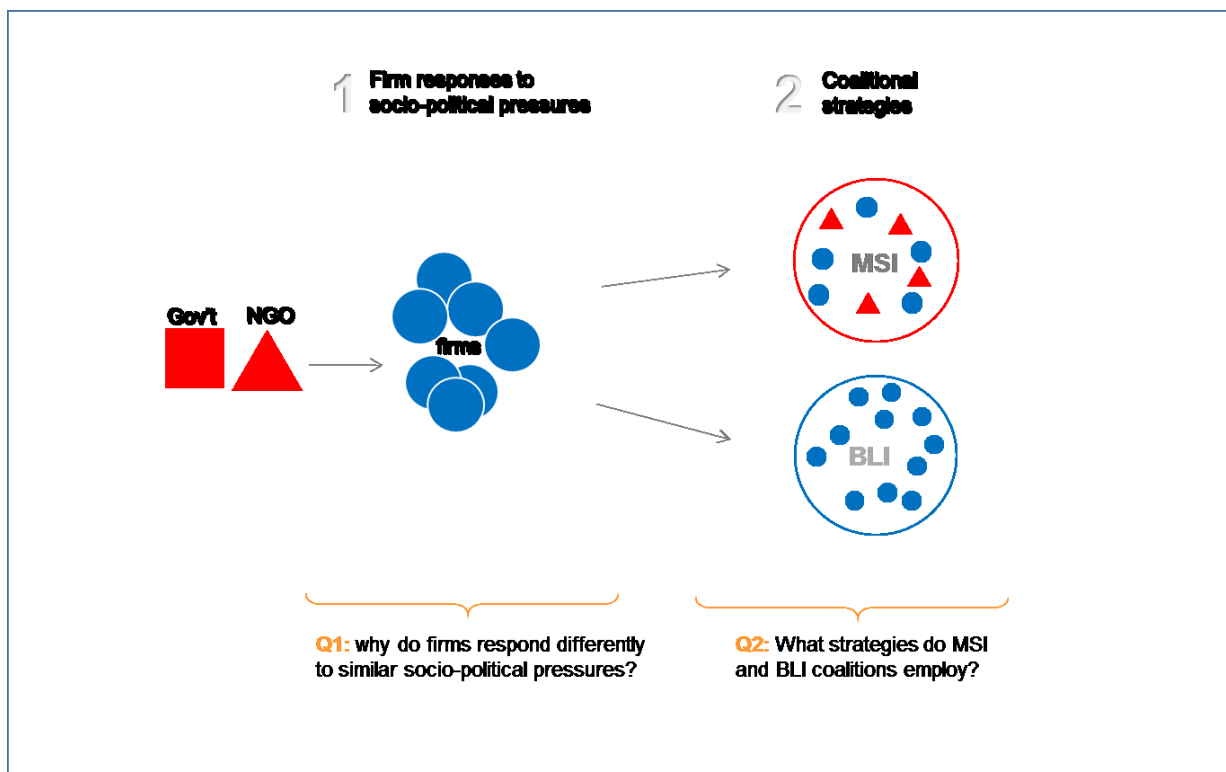 1
Firm responses to
socio-political pressures
2
Coalitional
strategies
Gov't
NGO
firms
MSI
BLI
Q1: why do firms respond differently
to similar socio-political pressures?
Q2: What strategies do MSI
and BLI coalitions employ?